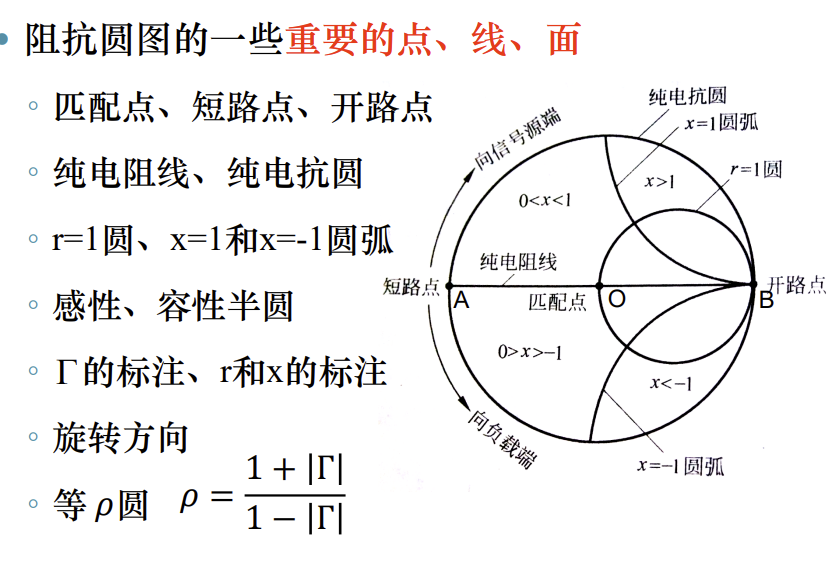 • 阻抗圆图的一些重要的点、线、面
◦ 匹配点、短路点、开路点
◦ 纯电阻线、纯电抗圆
◦ r=1圆、x=1和x=-1圆弧
◦ 感性、容性半圆
◦ Γ的标注、r和x的标注
◦ 旋转方向
◦ 等ρ圆 ρ = (1 + |Γ|) / (1 − |Γ|)
纯电抗圆
x=1圆弧
向信号源端
r=1圆
x>1
0<x<1
纯电阻线
短路点
A
匹配点
O
B
开路点
0>x>−1
x<−1
向负载端
x=−1圆弧